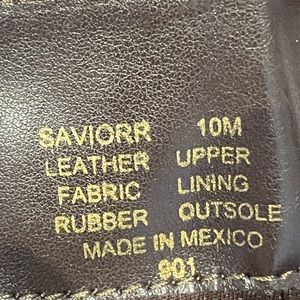 SAVIORR 10M
LEATHER UPPER
FABRIC LINING
RUBBER OUTSOLE
MADE IN MEXICO
901